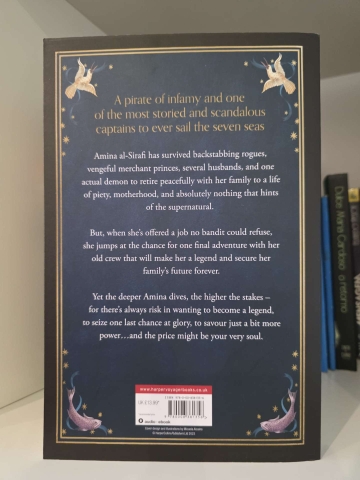 A pirate of infamy and one
of the most storied and scandalous
captains to ever sail the seven seas
Amina al-Sirafi has survived backstabbing rogues,
vengeful merchant princes, several husbands, and
one actual demon to retire peacefully with her family to a life
of piety, motherhood, and absolutely nothing that hints
of the supernatural.
But, when she's offered a job no bandit could refuse,
she jumps at the chance for one final adventure with her
old crew that will make her a legend and secure her
family's future forever.
Yet the deeper Amina dives, the higher the stakes –
for there's always risk in wanting to become a legend,
to seize one last chance at glory, to savour just a bit more
power…and the price might be your very soul.
www.harpervoyagerbooks.co.uk
Dulce Maria Cardoso o retorno